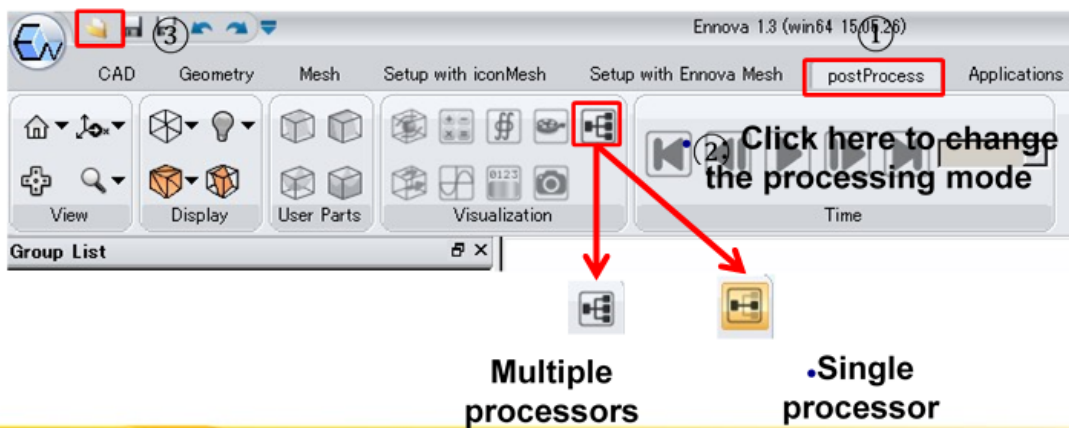 Ennova 1.3 (win64 15.05.26)
③
①
CAD Geometry Mesh Setup with iconMesh Setup with Ennova Mesh postProcess Applications
② Click here to change
the processing mode
0123
View Display User Parts Visualization Time
Group List
Multiple
processors
•Single
processor